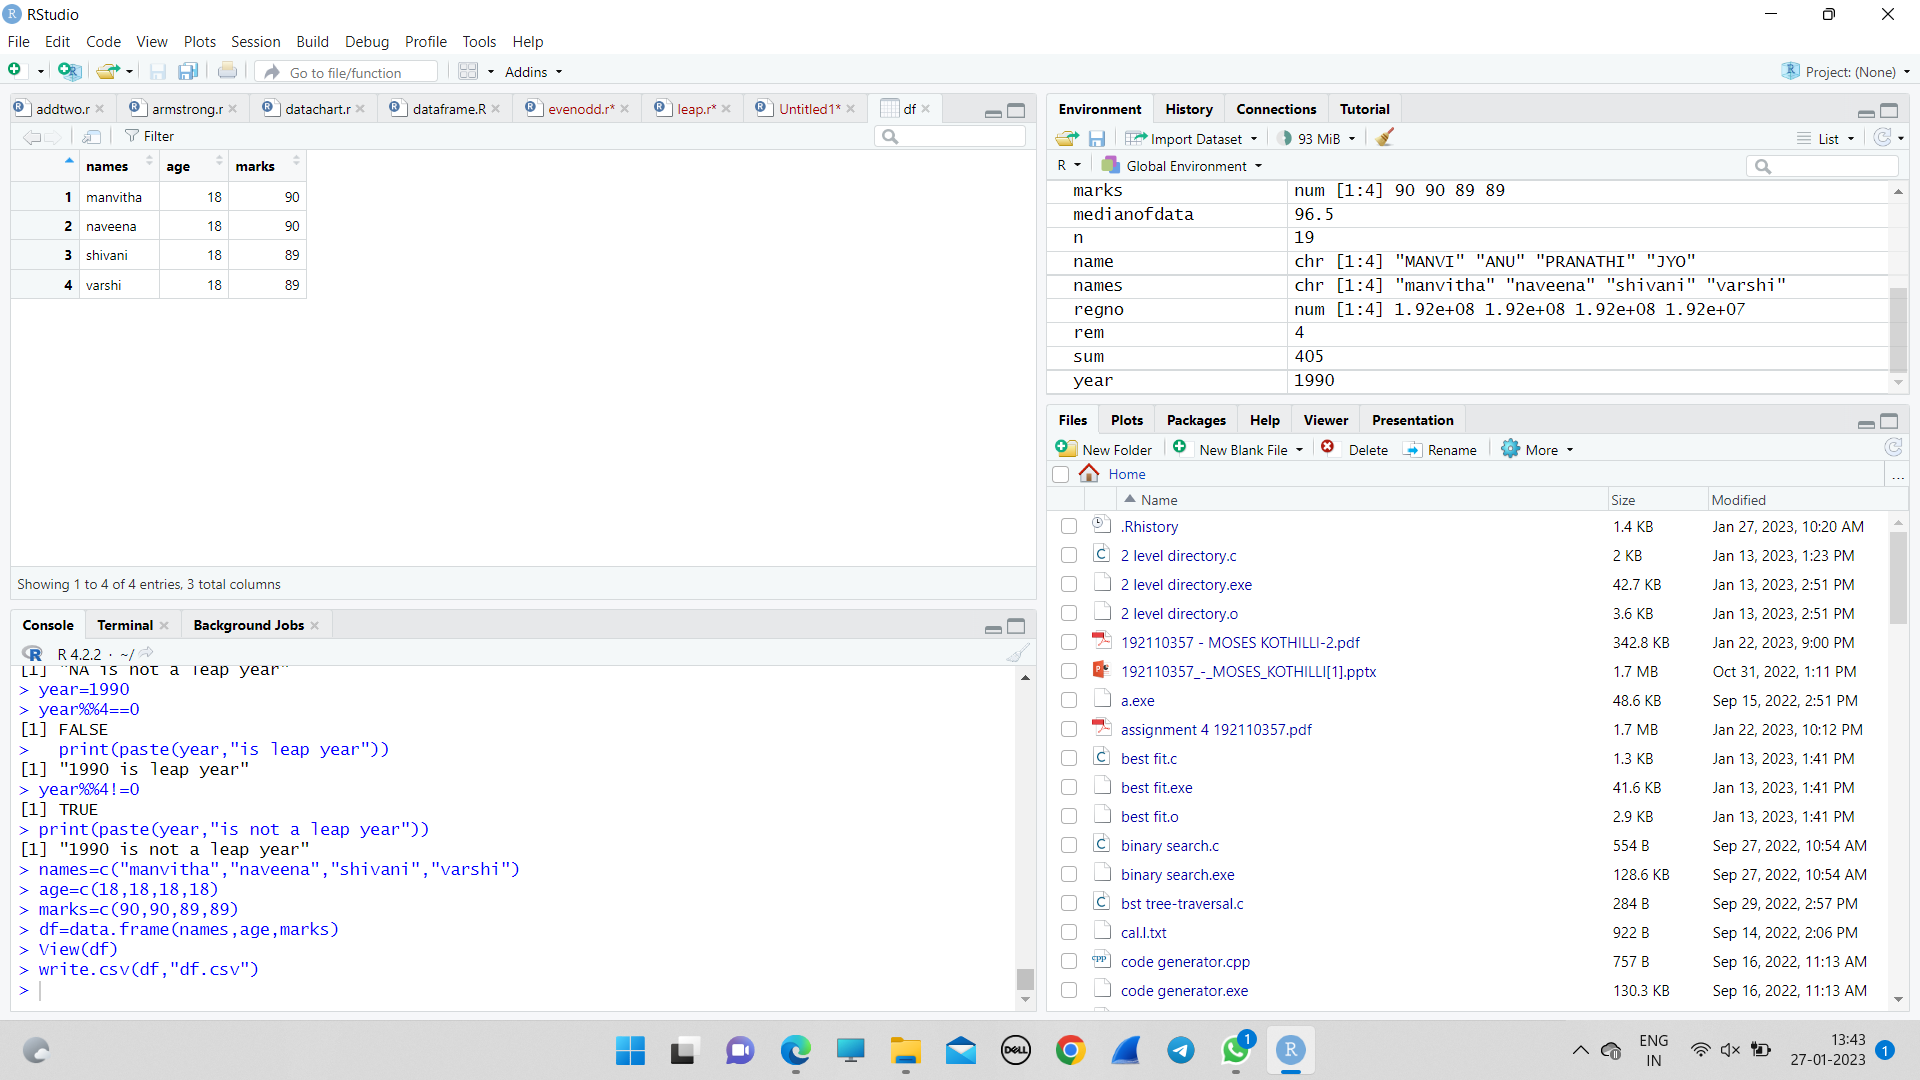 RStudio
File Edit Code View Plots Session Build Debug Profile Tools Help
Go to file/function Addins Project: (None)
addtwo.r armstrong.r datachart.r dataframe.R evenodd.r* leap.r* Untitled1* df
Filter
names age marks
1 manvitha 18 90
2 naveena 18 90
3 shivani 18 89
4 varshi 18 89
Showing 1 to 4 of 4 entries, 3 total columns
Console Terminal Background Jobs
R 4.2.2 · ~/
[1] "NA is not a leap year"
> year=1990
> year%%4==0
[1] FALSE
>   print(paste(year,"is leap year"))
[1] "1990 is leap year"
> year%%4!=0
[1] TRUE
> print(paste(year,"is not a leap year"))
[1] "1990 is not a leap year"
> names=c("manvitha","naveena","shivani","varshi")
> age=c(18,18,18,18)
> marks=c(90,90,89,89)
> df=data.frame(names,age,marks)
> View(df)
> write.csv(df,"df.csv")
>
Environment History Connections Tutorial
Import Dataset 93 MiB List
R Global Environment
marks num [1:4] 90 90 89 89
medianofdata 96.5
n 19
name chr [1:4] "MANVI" "ANU" "PRANATHI" "JYO"
names chr [1:4] "manvitha" "naveena" "shivani" "varshi"
regno num [1:4] 1.92e+08 1.92e+08 1.92e+08 1.92e+07
rem 4
sum 405
year 1990
Files Plots Packages Help Viewer Presentation
New Folder New Blank File Delete Rename More
Home ...
Name Size Modified
.Rhistory 1.4 KB Jan 27, 2023, 10:20 AM
2 level directory.c 2 KB Jan 13, 2023, 1:23 PM
2 level directory.exe 42.7 KB Jan 13, 2023, 2:51 PM
2 level directory.o 3.6 KB Jan 13, 2023, 2:51 PM
192110357 - MOSES KOTHILLI-2.pdf 342.8 KB Jan 22, 2023, 9:00 PM
192110357_-_MOSES_KOTHILLI[1].pptx 1.7 MB Oct 31, 2022, 1:11 PM
a.exe 48.6 KB Sep 15, 2022, 2:51 PM
assignment 4 192110357.pdf 1.7 MB Jan 22, 2023, 10:12 PM
best fit.c 1.3 KB Jan 13, 2023, 1:41 PM
best fit.exe 41.6 KB Jan 13, 2023, 1:41 PM
best fit.o 2.9 KB Jan 13, 2023, 1:41 PM
binary search.c 554 B Sep 27, 2022, 10:54 AM
binary search.exe 128.6 KB Sep 27, 2022, 10:54 AM
bst tree-traversal.c 284 B Sep 29, 2022, 2:57 PM
cal.l.txt 922 B Sep 14, 2022, 2:06 PM
code generator.cpp 757 B Sep 16, 2022, 11:13 AM
code generator.exe 130.3 KB Sep 16, 2022, 11:13 AM
DELL 1 R
ENG IN
13:43
27-01-2023 1